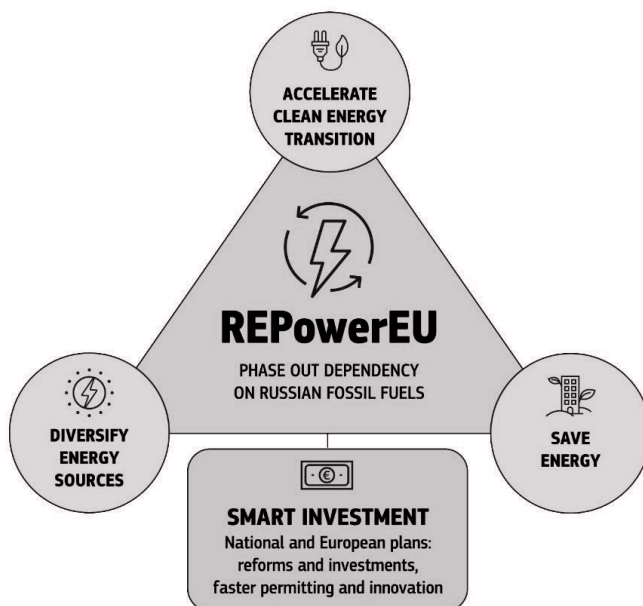 ACCELERATE
CLEAN ENERGY
TRANSITION
REPowerEU
PHASE OUT DEPENDENCY
ON RUSSIAN FOSSIL FUELS
DIVERSIFY
ENERGY
SOURCES
SAVE
ENERGY
€
SMART INVESTMENT
National and European plans:
reforms and investments,
faster permitting and innovation